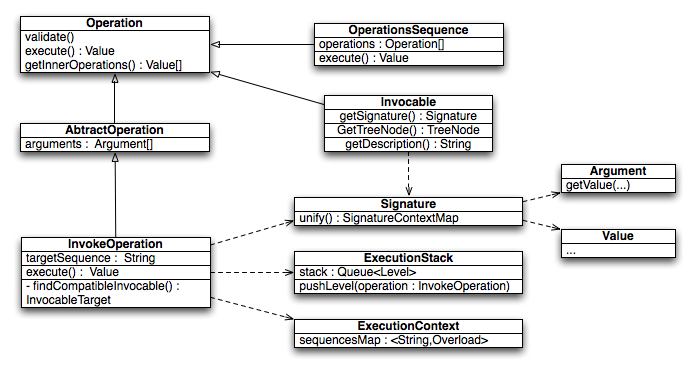 Operation
validate()
execute() : Value
getInnerOperations() : Value[]
OperationsSequence
operations : Operation[]
execute() : Value
Invocable
getSignature() : Signature
GetTreeNode() : TreeNode
getDescription() : String
AbtractOperation
arguments : Argument[]
Argument
getValue(...)
Signature
unify() : SignatureContextMap
Value
...
InvokeOperation
targetSequence : String
execute() : Value
- findCompatibleInvocable() :
InvocableTarget
ExecutionStack
stack : Queue<Level>
pushLevel(operation : InvokeOperation)
ExecutionContext
sequencesMap : <String,Overload>